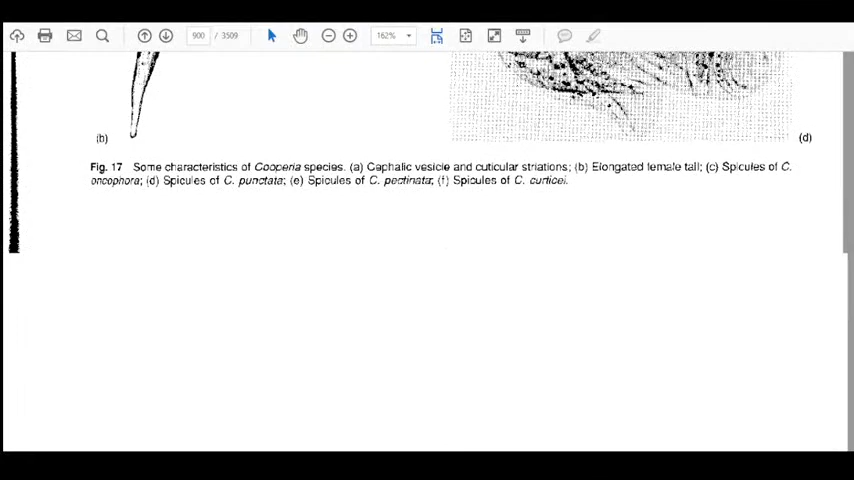 900 / 3509 162%
(b)
(d)
Fig. 17 Some characteristics of Cooperia species. (a) Cephalic vesicle and cuticular striations; (b) Elongated female tail; (c) Spicules of C.
oncophora; (d) Spicules of C. punctata; (e) Spicules of C. pectinata; (f) Spicules of C. curticei.